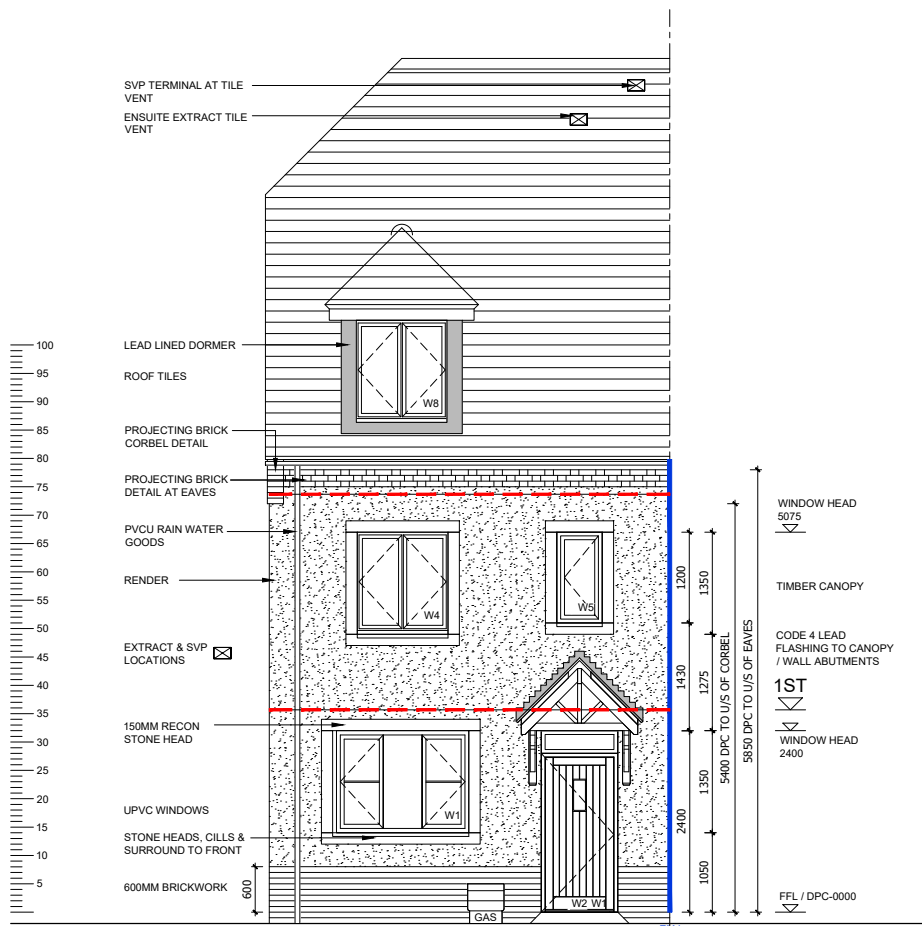 SVP TERMINAL AT TILE
VENT
ENSUITE EXTRACT TILE
VENT
LEAD LINED DORMER
ROOF TILES
PROJECTING BRICK
CORBEL DETAIL
PROJECTING BRICK
DETAIL AT EAVES
PVCU RAIN WATER
GOODS
RENDER
EXTRACT & SVP
LOCATIONS
150MM RECON
STONE HEAD
UPVC WINDOWS
STONE HEADS, CILLS &
SURROUND TO FRONT
600MM BRICKWORK
600
100
95
90
85
80
75
70
65
60
55
50
45
40
35
30
25
20
15
10
5
W8
W4
W5
W1
W2 W1
GAS
1200
1430
2400
1350
1275
1350
1050
5400 DPC TO U/S OF CORBEL
5850 DPC TO U/S OF EAVES
WINDOW HEAD
5075
TIMBER CANOPY
CODE 4 LEAD
FLASHING TO CANOPY
/ WALL ABUTMENTS
1ST
WINDOW HEAD
2400
FFL / DPC-0000